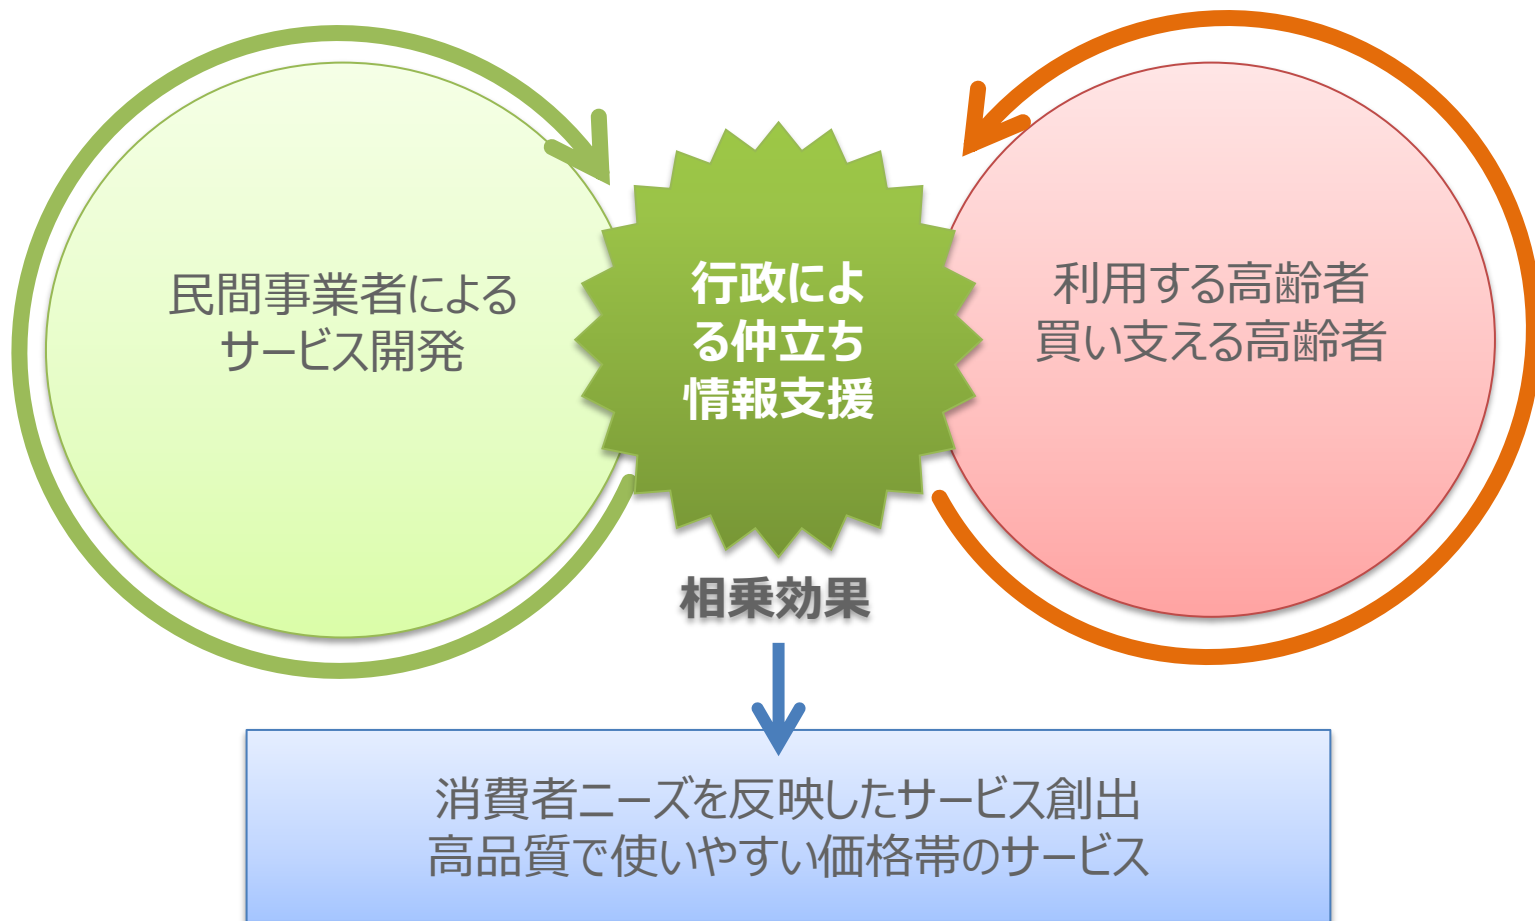 民間事業者による
サービス開発
行政によ
る仲立ち
情報支援
利用する高齢者
買い支える高齢者
相乗効果
消費者ニーズを反映したサービス創出
高品質で使いやすい価格帯のサービス